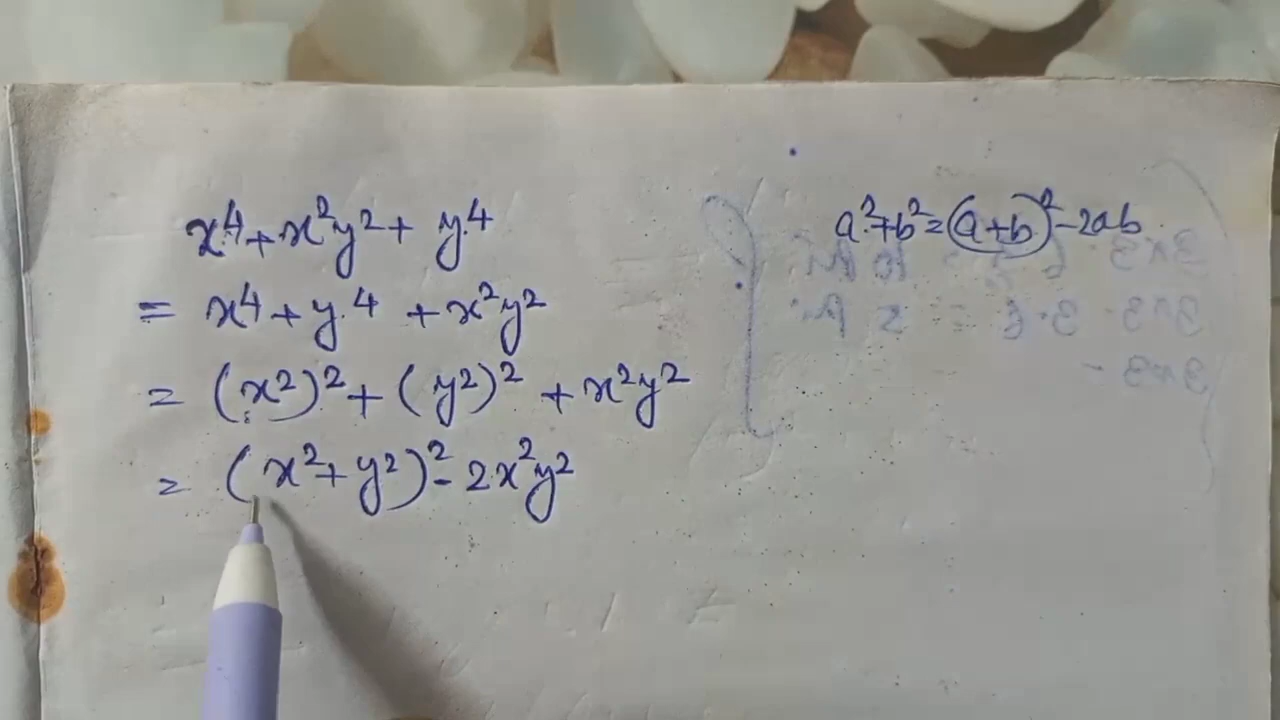 x⁴+x²y²+ y⁴
= x⁴+y⁴ +x²y²
= (x²)²+(y²)² +x²y²
= (x²+y²)²-2x²y²
a²+b²=(a+b)²-2ab